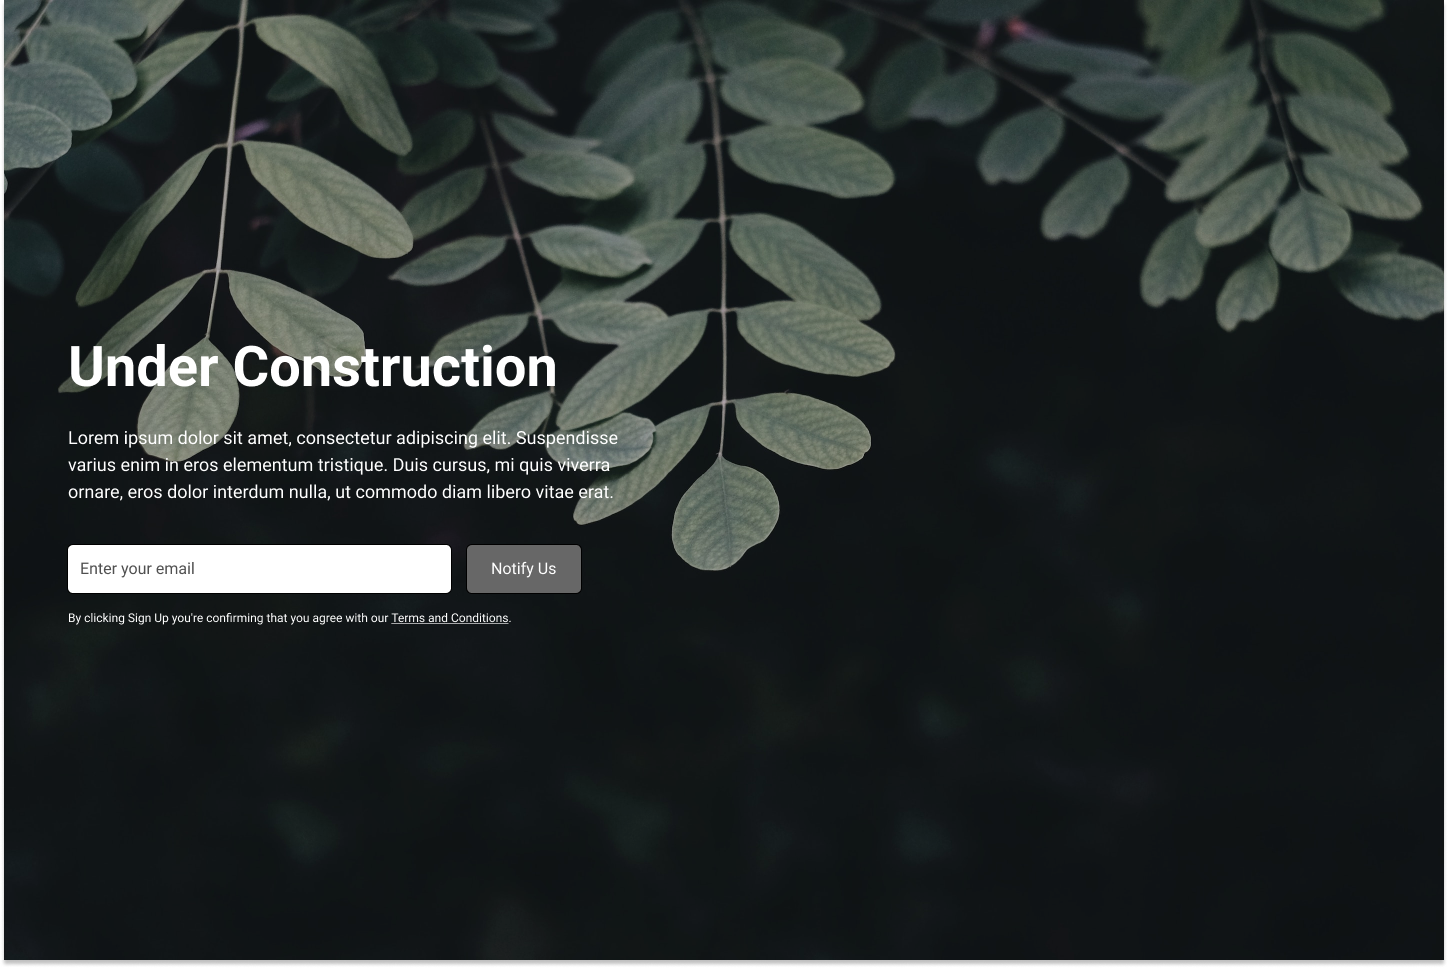 Under Construction
Lorem ipsum dolor sit amet, consectetur adipiscing elit. Suspendisse
varius enim in eros elementum tristique. Duis cursus, mi quis viverra
ornare, eros dolor interdum nulla, ut commodo diam libero vitae erat.
Enter your email
Notify Us
By clicking Sign Up you're confirming that you agree with our Terms and Conditions.